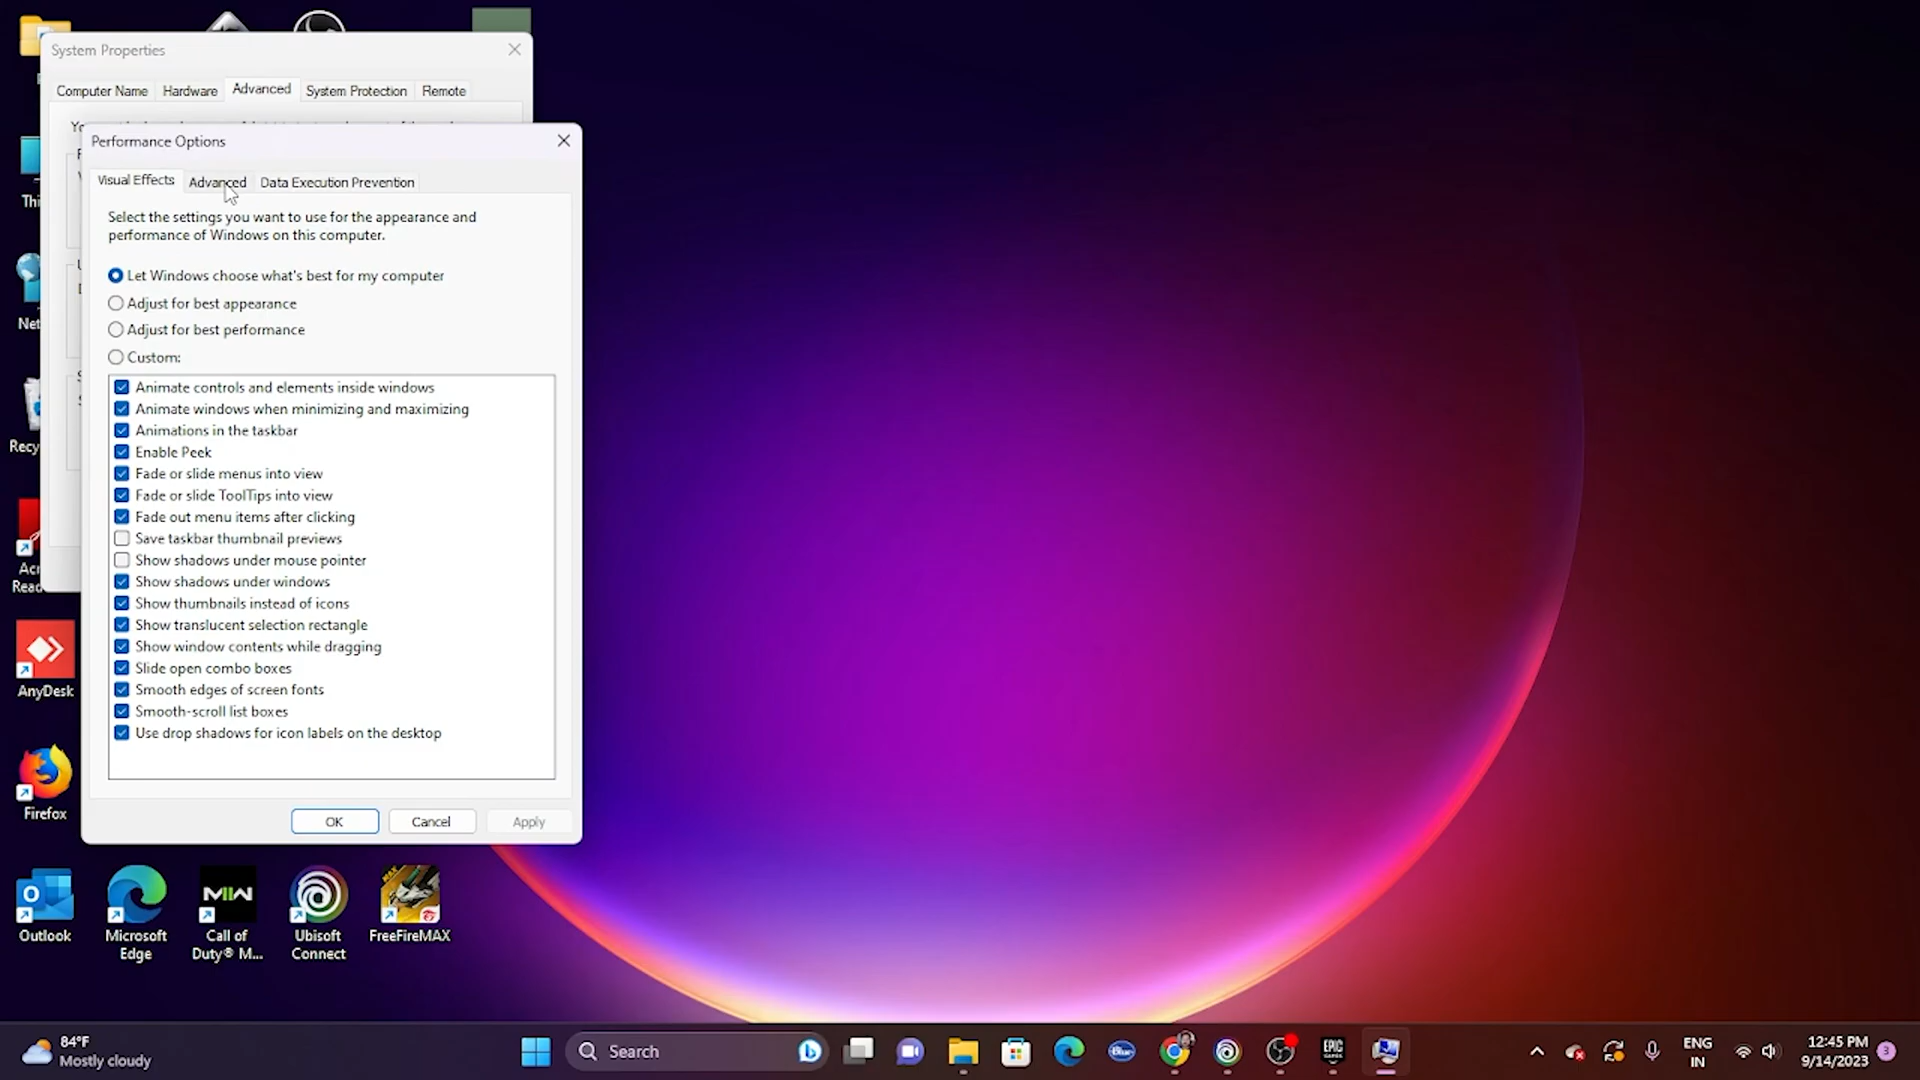 System Properties
Computer Name
Hardware
Advanced
System Protection
Remote
Performance Options
Visual Effects
Advanced
Data Execution Prevention
Select the settings you want to use for the appearance and
performance of Windows on this computer.
Let Windows choose what's best for my computer
Adjust for best appearance
Adjust for best performance
Custom:
Animate controls and elements inside windows
Animate windows when minimizing and maximizing
Animations in the taskbar
Enable Peek
Fade or slide menus into view
Fade or slide ToolTips into view
Fade out menu items after clicking
Save taskbar thumbnail previews
Show shadows under mouse pointer
Show shadows under windows
Show thumbnails instead of icons
Show translucent selection rectangle
Show window contents while dragging
Slide open combo boxes
Smooth edges of screen fonts
Smooth-scroll list boxes
Use drop shadows for icon labels on the desktop
OK
Cancel
Apply
Thi
Net
Recy
Acr
Read
AnyDesk
Firefox
Outlook
Microsoft
Edge
MW
Call of
Duty® M...
Ubisoft
Connect
MAX
FreeFireMAX
84°F
Mostly cloudy
Search
EPIC
GAMES
ENG
IN
12:45 PM
9/14/2023
3